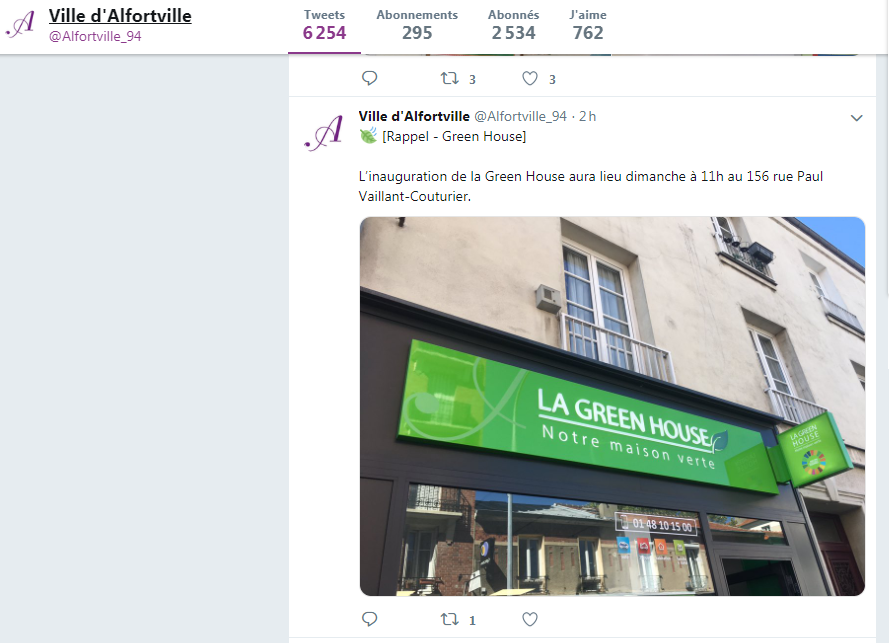 Ville d'Alfortville
@Alfortville_94
Tweets Abonnements Abonnés J'aime
6 254 295 2 534 762
3 3
Ville d'Alfortville @Alfortville_94 · 2 h
[Rappel - Green House]
L'inauguration de la Green House aura lieu dimanche à 11h au 156 rue Paul
Vaillant-Couturier.
LA GREEN HOUSE
Notre maison verte
LA GREEN
HOUSE
01 48 10 15 00
1